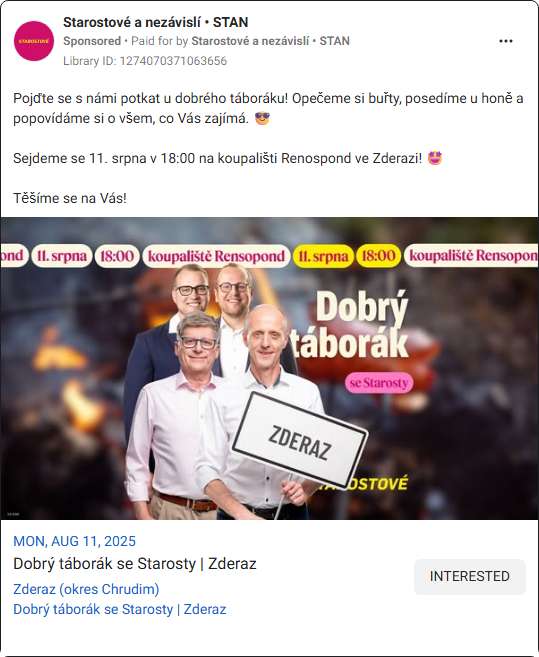 Starostové a nezávislí • STAN
Sponsored • Paid for by Starostové a nezávislí • STAN
Library ID: 1274070371063656
STAROSTOVÉ
Pojďte se s námi potkat u dobrého táboráku! Opečeme si buřty, posedíme u honě a
popovídáme si o všem, co Vás zajímá. 😎
Sejdeme se 11. srpna v 18:00 na koupališti Renospond ve Zderazi! 🤩
Těšíme se na Vás!
ond 11. srpna 18:00 koupaliště Rensopond 11. srpna 18:00 koupaliště Rensopon
Dobrý
táborák
se Starosty
ZDERAZ
STAROSTOVÉ
MON, AUG 11, 2025
Dobrý táborák se Starosty | Zderaz
Zderaz (okres Chrudim)
Dobrý táborák se Starosty | Zderaz
INTERESTED